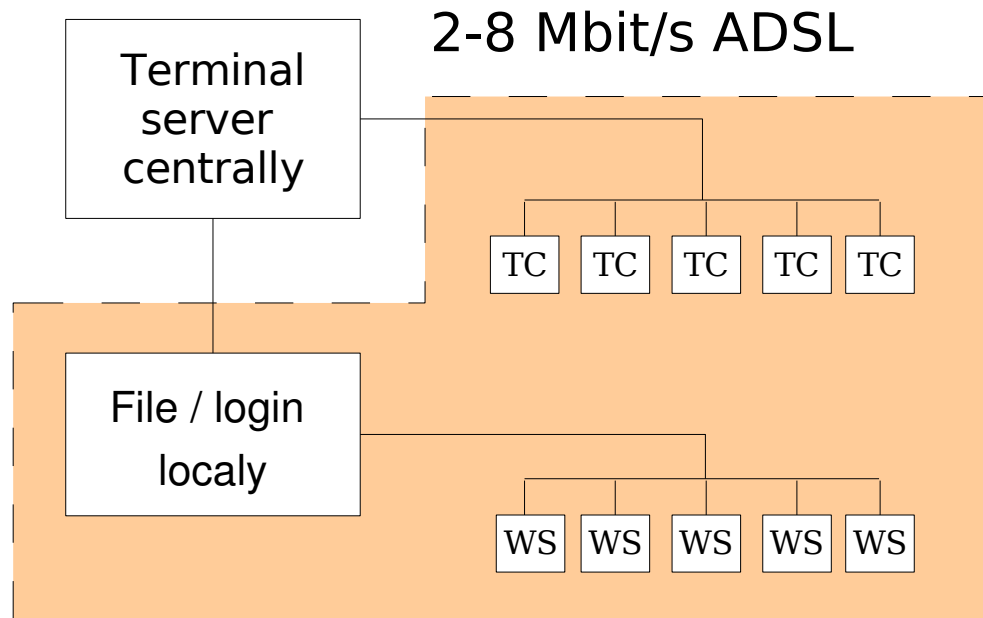 2-8 Mbit/s ADSL
Terminal
server
centrally
TC TC TC TC TC
File / login
localy
WS WS WS WS WS